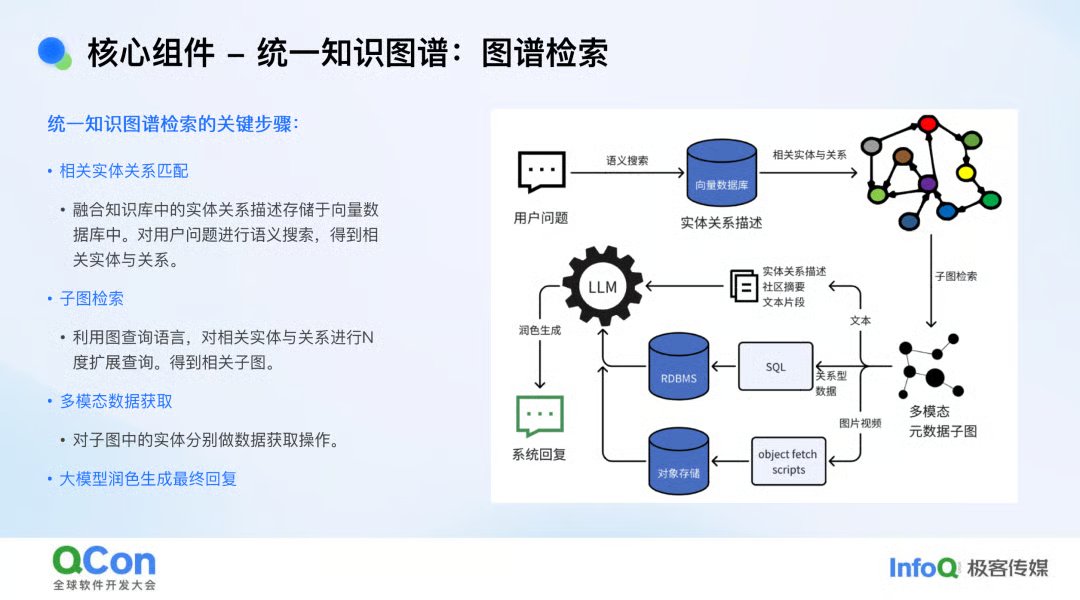 核心组件 – 统一知识图谱：图谱检索
统一知识图谱检索的关键步骤：
• 相关实体关系匹配
• 融合知识库中的实体关系描述存储于向量数
据库中。对用户问题进行语义搜索，得到相
关实体与关系。
• 子图检索
• 利用图查询语言，对相关实体与关系进行N
度扩展查询。得到相关子图。
• 多模态数据获取
• 对子图中的实体分别做数据获取操作。
• 大模型润色生成最终回复
用户问题
语义搜索
向量数据库
实体关系描述
相关实体与关系
子图检索
LLM
实体关系描述
社区摘要
文本片段
文本
润色生成
RDBMS
SQL
关系型
数据
多模态
元数据子图
图片视频
系统回复
对象存储
object fetch
scripts
QCon
全球软件开发大会
InfoQ 极客传媒